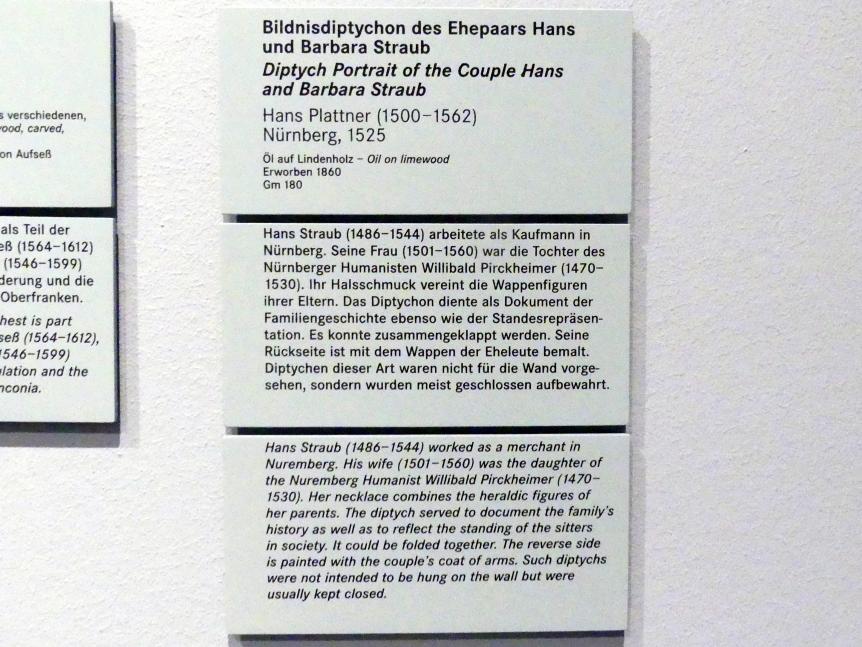 s verschiedenen,
ood, carved,
on Aufseß
als Teil der
eß (1564–1612)
(1546–1599)
derung und die
Oberfranken.
hest is part
seß (1564–1612),
1546–1599)
lation and the
nconia.
Bildnisdiptychon des Ehepaars Hans
und Barbara Straub
Diptych Portrait of the Couple Hans
and Barbara Straub
Hans Plattner (1500–1562)
Nürnberg, 1525
Öl auf Lindenholz – Oil on limewood
Erworben 1860
Gm 180
Hans Straub (1486–1544) arbeitete als Kaufmann in
Nürnberg. Seine Frau (1501–1560) war die Tochter des
Nürnberger Humanisten Willibald Pirckheimer (1470–
1530). Ihr Halsschmuck vereint die Wappenfiguren
ihrer Eltern. Das Diptychon diente als Dokument der
Familiengeschichte ebenso wie der Standesrepräsen-
tation. Es konnte zusammengeklappt werden. Seine
Rückseite ist mit dem Wappen der Eheleute bemalt.
Diptychen dieser Art waren nicht für die Wand vorge-
sehen, sondern wurden meist geschlossen aufbewahrt.
Hans Straub (1486–1544) worked as a merchant in
Nuremberg. His wife (1501–1560) was the daughter of
the Nuremberg Humanist Willibald Pirckheimer (1470–
1530). Her necklace combines the heraldic figures of
her parents. The diptych served to document the family's
history as well as to reflect the standing of the sitters
in society. It could be folded together. The reverse side
is painted with the couple's coat of arms. Such diptychs
were not intended to be hung on the wall but were
usually kept closed.